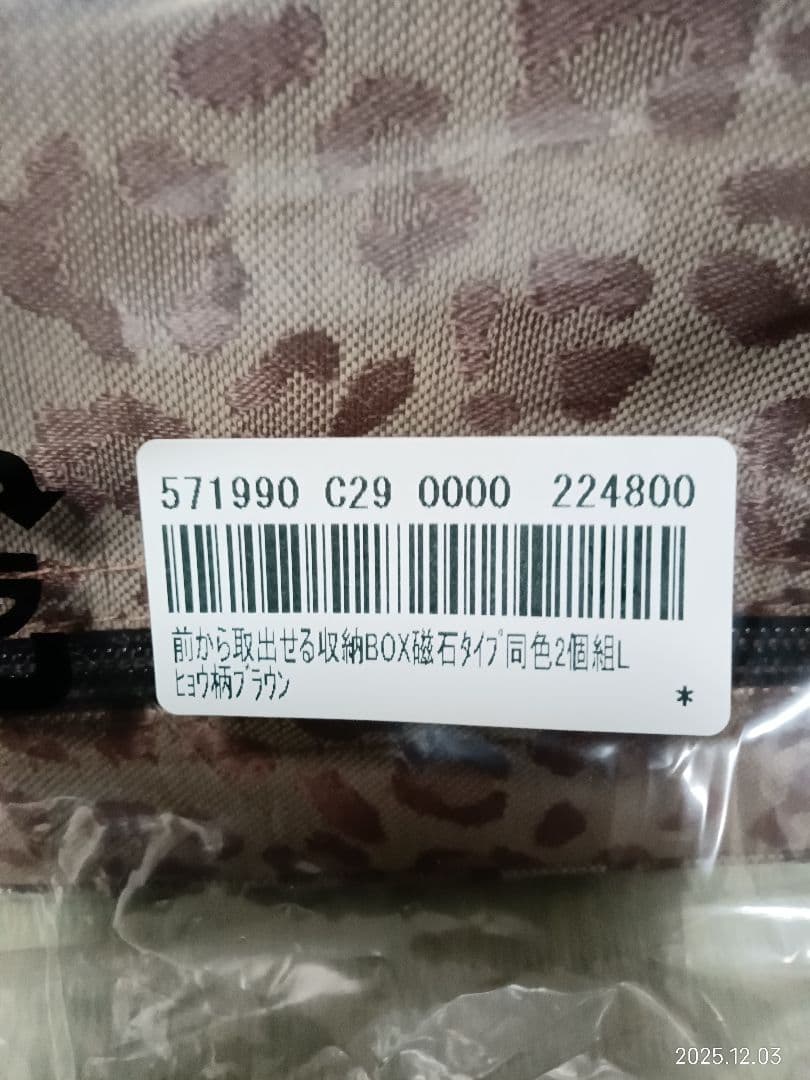 571990 C29 0000 224800
前から取出せる収納BOX磁石ﾀｲﾌﾟ同色2個組L
ﾋｮｳ柄ﾌﾞﾗｳﾝ
*
2025.12.03